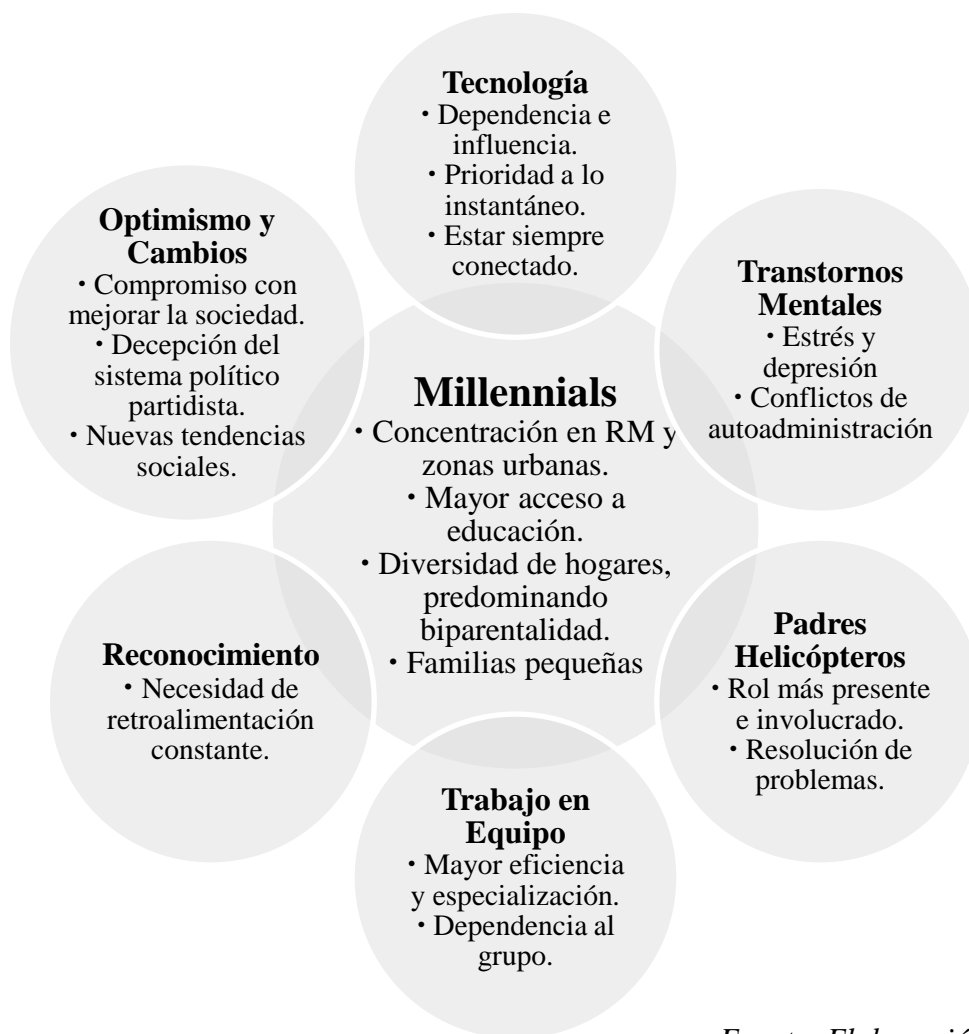 Tecnología
· Dependencia e
influencia.
· Prioridad a lo
instantáneo.
· Estar siempre
conectado.
Optimismo y
Cambios
· Compromiso con
mejorar la sociedad.
· Decepción del
sistema político
partidista.
· Nuevas tendencias
sociales.
Transtornos
Mentales
· Estrés y
depresión
· Conflictos de
autoadministración
Millennials
· Concentración en RM y
zonas urbanas.
· Mayor acceso a
educación.
· Diversidad de hogares,
predominando
biparentalidad.
· Familias pequeñas
Reconocimiento
· Necesidad de
retroalimentación
constante.
Padres
Helicópteros
· Rol más presente
e involucrado.
· Resolución de
problemas.
Trabajo en
Equipo
· Mayor eficiencia
y especialización.
· Dependencia al
grupo.